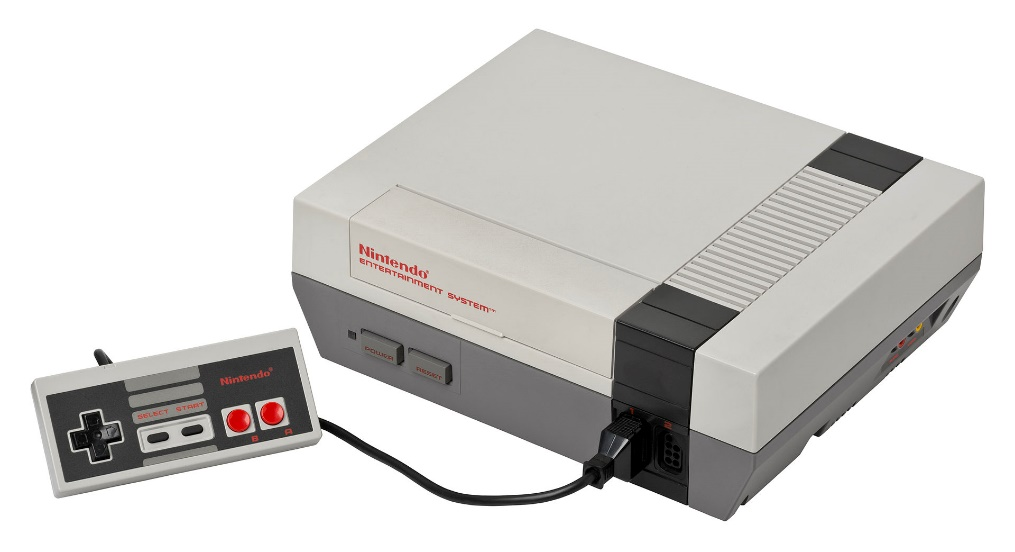 Nintendo®
ENTERTAINMENT SYSTEM™
POWER
RESET
1
2
Nintendo®
SELECT START
B
A